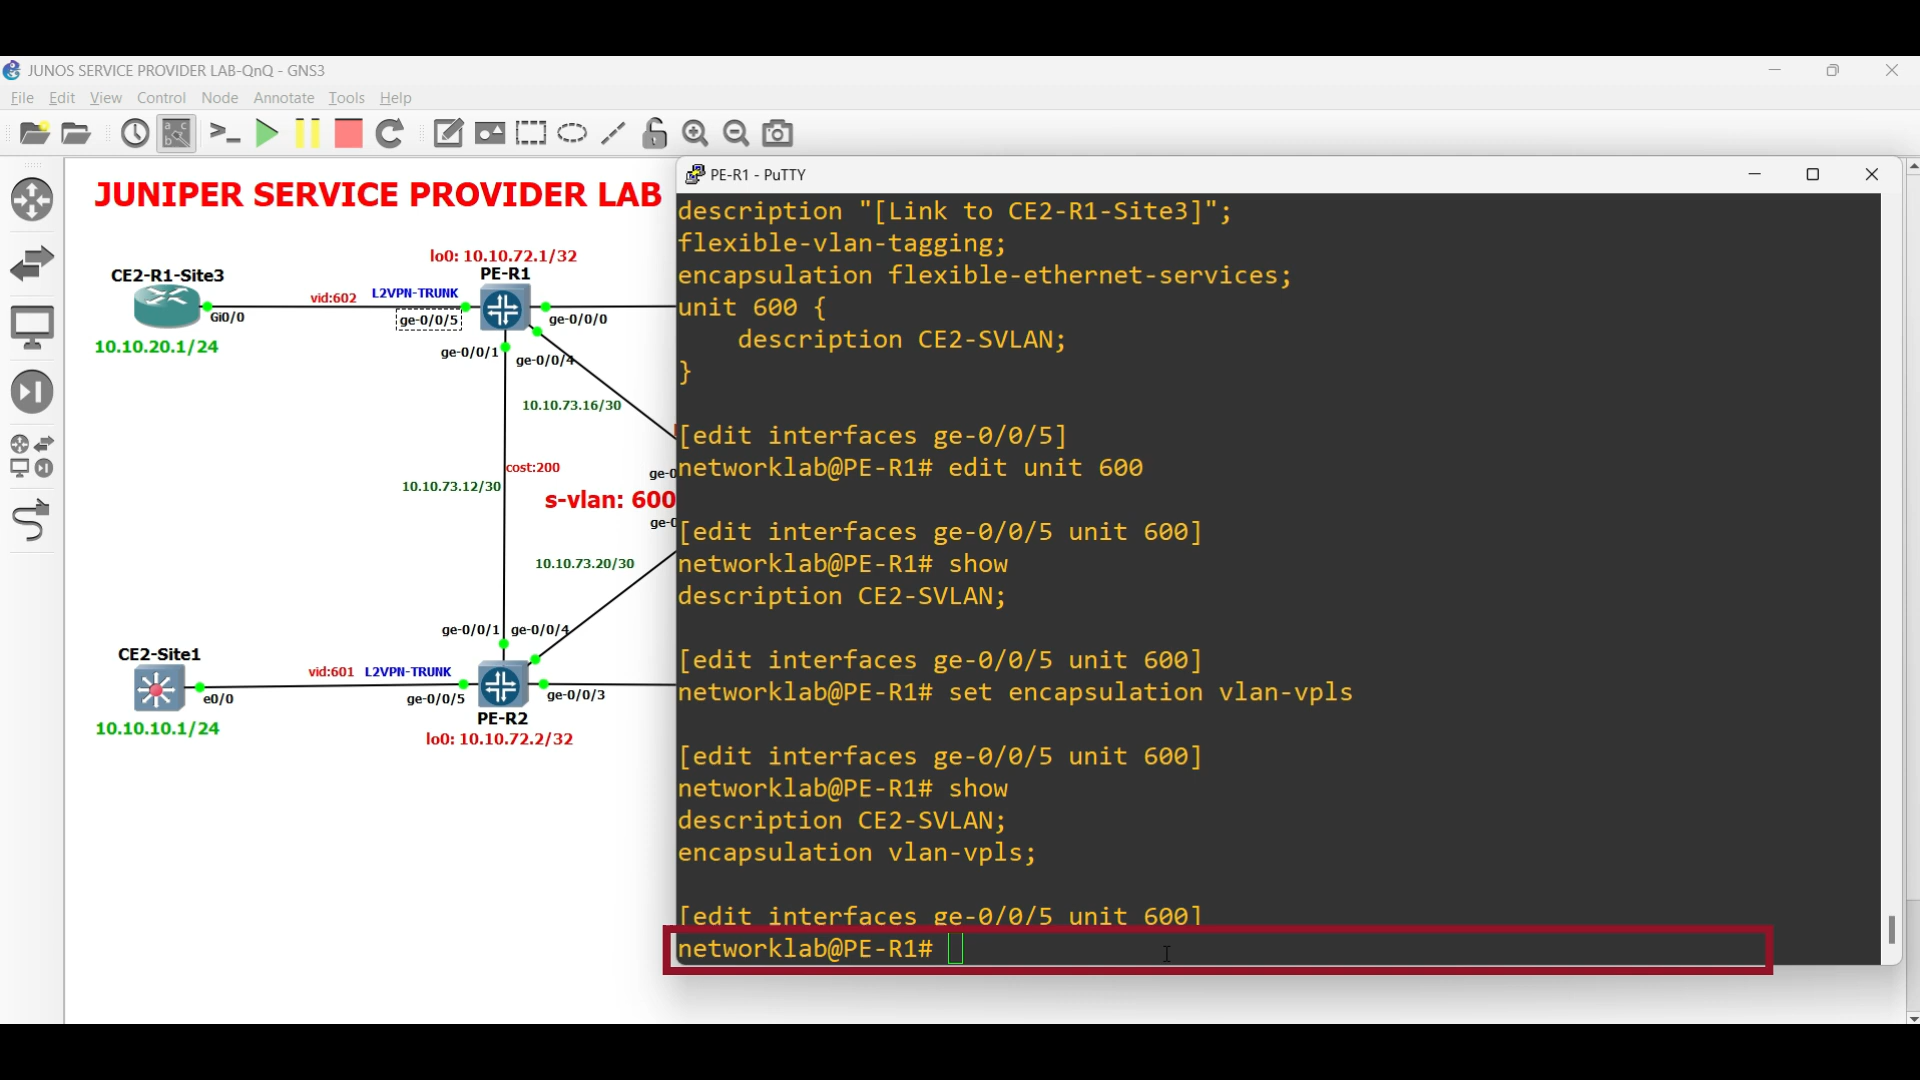 JUNOS SERVICE PROVIDER LAB-QnQ - GNS3
File Edit View Control Node Annotate Tools Help
JUNIPER SERVICE PROVIDER LAB
lo0: 10.10.72.1/32
CE2-R1-Site3
PE-R1
vid:602
L2VPN-TRUNK
Gi0/0
ge-0/0/5
ge-0/0/0
10.10.20.1/24
ge-0/0/1
ge-0/0/4
10.10.73.16/30
cost:200
10.10.73.12/30
s-vlan: 600
10.10.73.20/30
ge-0/0/1
ge-0/0/4
CE2-Site1
vid:601
L2VPN-TRUNK
e0/0
ge-0/0/5
ge-0/0/3
10.10.10.1/24
PE-R2
lo0: 10.10.72.2/32
PE-R1 - PuTTY
description "[Link to CE2-R1-Site3]";
flexible-vlan-tagging;
encapsulation flexible-ethernet-services;
unit 600 {
description CE2-SVLAN;
}
[edit interfaces ge-0/0/5]
networklab@PE-R1# edit unit 600
[edit interfaces ge-0/0/5 unit 600]
networklab@PE-R1# show
description CE2-SVLAN;
[edit interfaces ge-0/0/5 unit 600]
networklab@PE-R1# set encapsulation vlan-vpls
[edit interfaces ge-0/0/5 unit 600]
networklab@PE-R1# show
description CE2-SVLAN;
encapsulation vlan-vpls;
[edit interfaces ge-0/0/5 unit 600]
networklab@PE-R1#